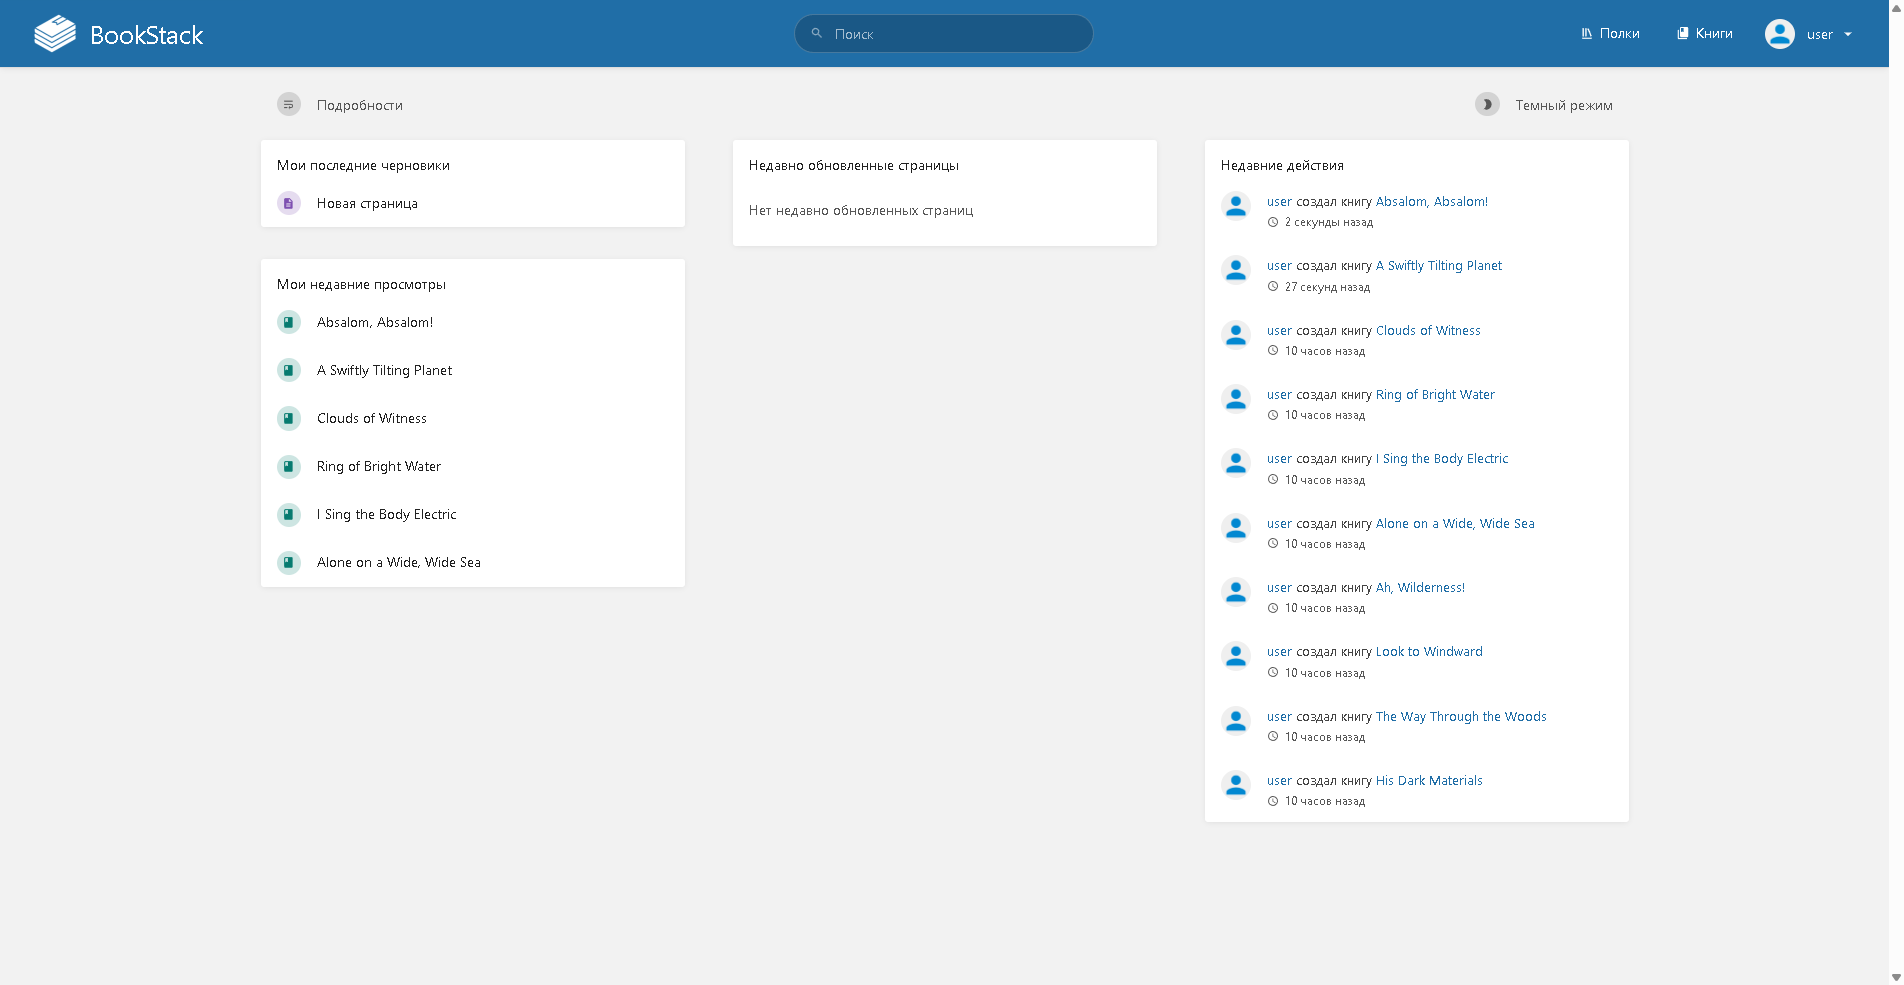 BookStack
Поиск
Полки
Книги
user
Подробности
Темный режим
Мои последние черновики
Новая страница
Мои недавние просмотры
Absalom, Absalom!
A Swiftly Tilting Planet
Clouds of Witness
Ring of Bright Water
I Sing the Body Electric
Alone on a Wide, Wide Sea
Недавно обновленные страницы
Нет недавно обновленных страниц
Недавние действия
user создал книгу Absalom, Absalom!
2 секунды назад
user создал книгу A Swiftly Tilting Planet
27 секунд назад
user создал книгу Clouds of Witness
10 часов назад
user создал книгу Ring of Bright Water
10 часов назад
user создал книгу I Sing the Body Electric
10 часов назад
user создал книгу Alone on a Wide, Wide Sea
10 часов назад
user создал книгу Ah, Wilderness!
10 часов назад
user создал книгу Look to Windward
10 часов назад
user создал книгу The Way Through the Woods
10 часов назад
user создал книгу His Dark Materials
10 часов назад